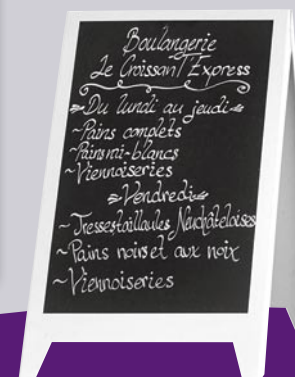 Boulangerie
Le Croissant l'Express
Du lundi au jeudi
~Pains complets
~Pains mi-blancs
~Viennoiseries
Vendredi
~Tresses, taillaules Neuchâteloises
~Pains noirs et aux noix
~Viennoiseries